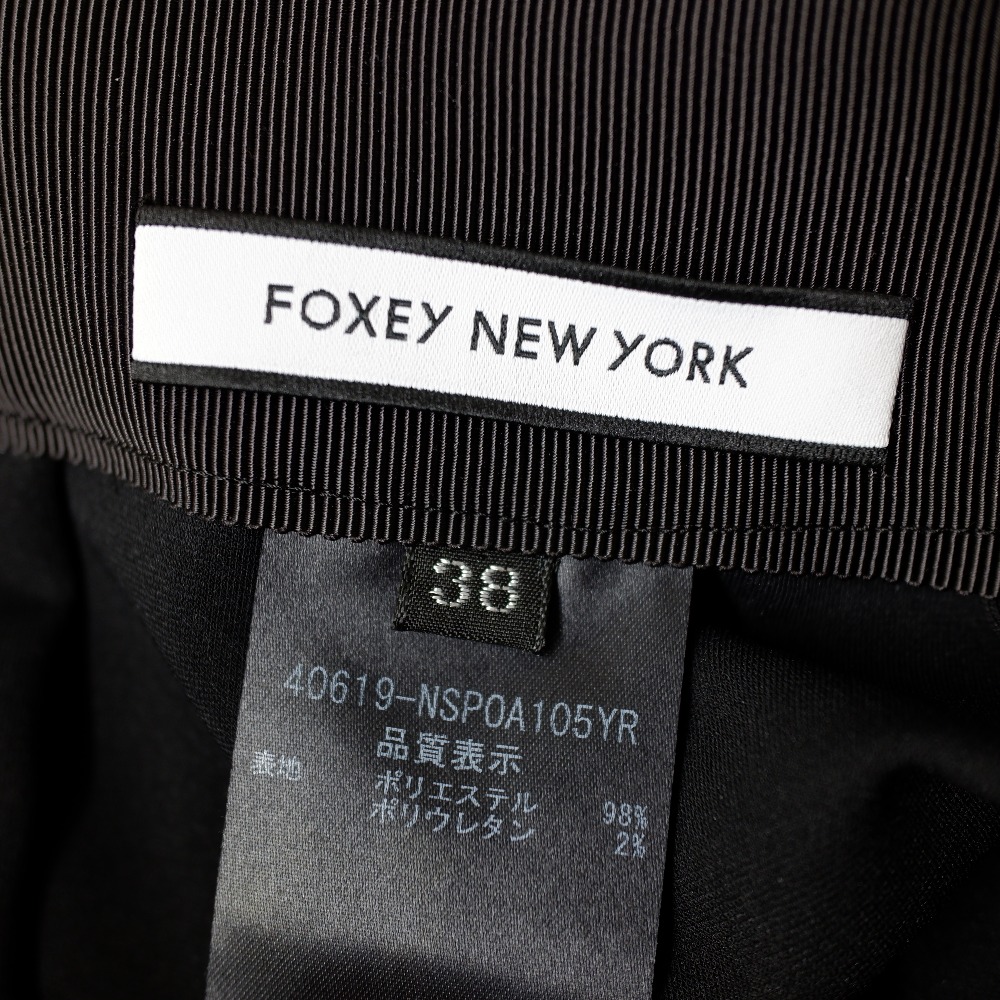 FOXEY NEW YORK
38
40619-NSPOA105YR
品質表示
表地 ポリエステル 98%
ポリウレタン 2%